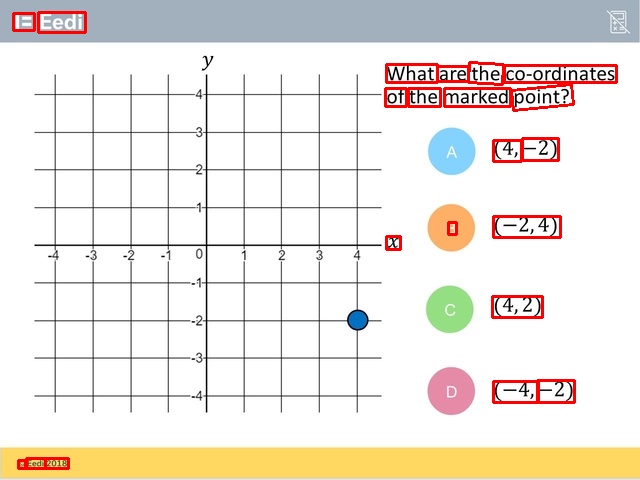 Eedi
What are the co-ordinates
of the marked point?
y
4
3
2
1
-4 -3 -2 -1 0 1 2 3 4 x
-1
-2
-3
-4
A (4, −2)
(−2, 4)
C (4, 2)
D (−4, −2)
© Eedi 2018